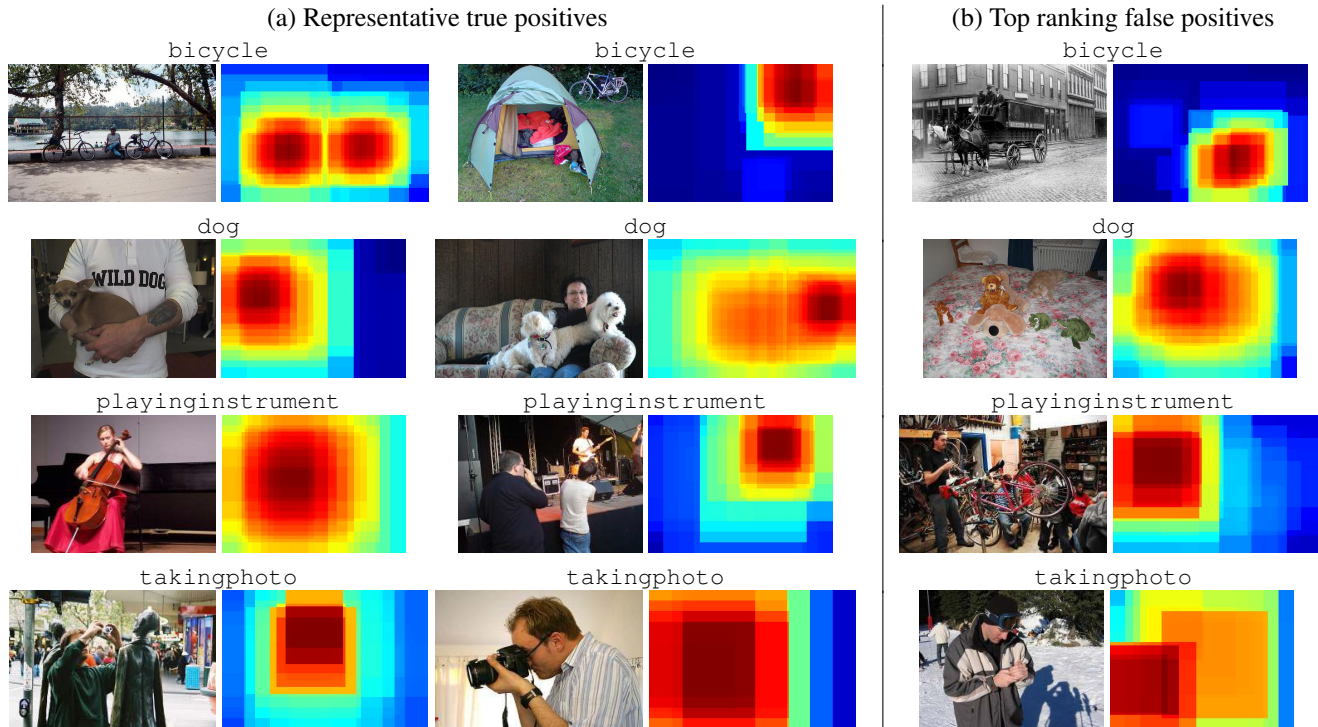 (a) Representative true positives
(b) Top ranking false positives
bicycle
bicycle
bicycle
dog
dog
dog
WILD DOG
playinginstrument
playinginstrument
playinginstrument
takingphoto
takingphoto
takingphoto